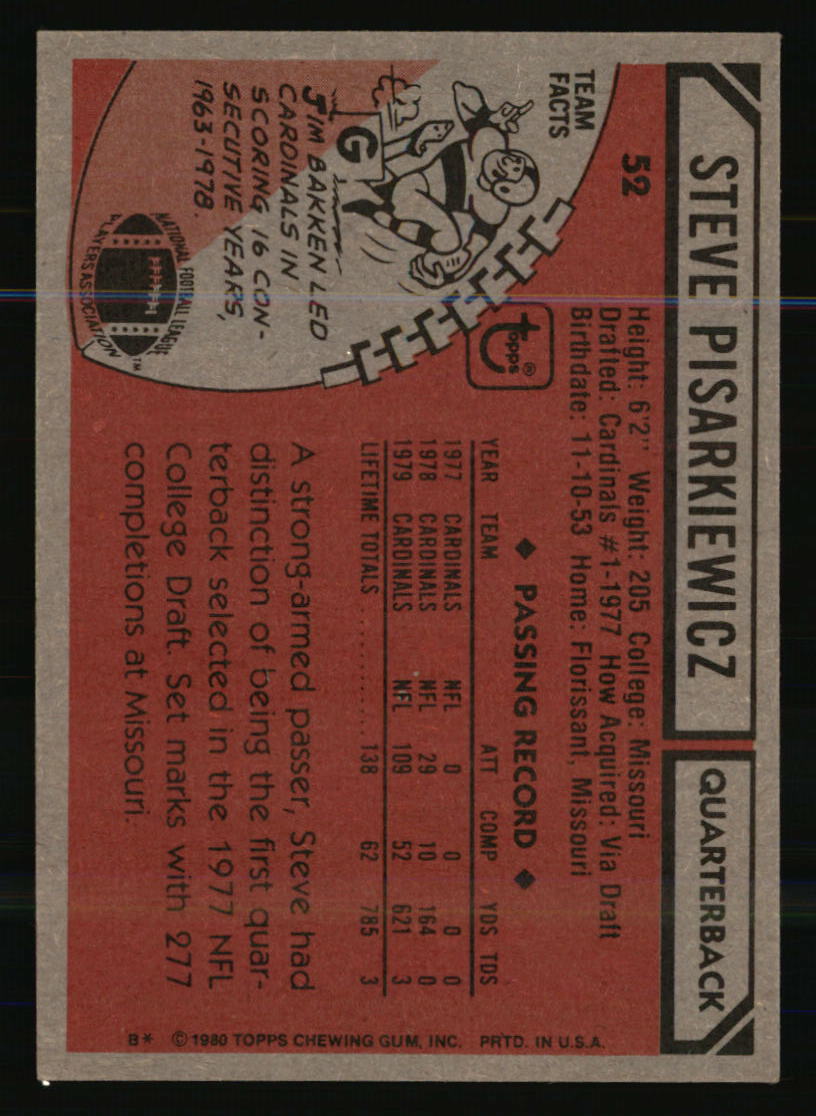 STEVE PISARKIEWICZ QUARTERBACK
52
Height: 6'2" Weight: 205 College: Missouri
Drafted: Cardinals #1-1977 How Acquired: Via Draft
Birthdate: 11-10-53 Home: Florissant, Missouri
TEAM
FACTS
G
JIM BAKKEN LED
CARDINALS IN
SCORING 16 CON-
SECUTIVE YEARS,
1963-1978.
NATIONAL FOOTBALL LEAGUE
PLAYERS ASSOCIATION™
topps®
◆ PASSING RECORD ◆
YEAR TEAM ATT COMP YDS TDS
1977 CARDINALS NFL 0 0 0 0
1978 CARDINALS NFL 29 10 164 0
1979 CARDINALS NFL 109 52 621 3
LIFETIME TOTALS ............ 138 62 785 3
A strong-armed passer, Steve had
distinction of being the first quar-
terback selected in the 1977 NFL
College Draft. Set marks with 277
completions at Missouri.
B* ©1980 TOPPS CHEWING GUM, INC. PRTD. IN U.S.A.